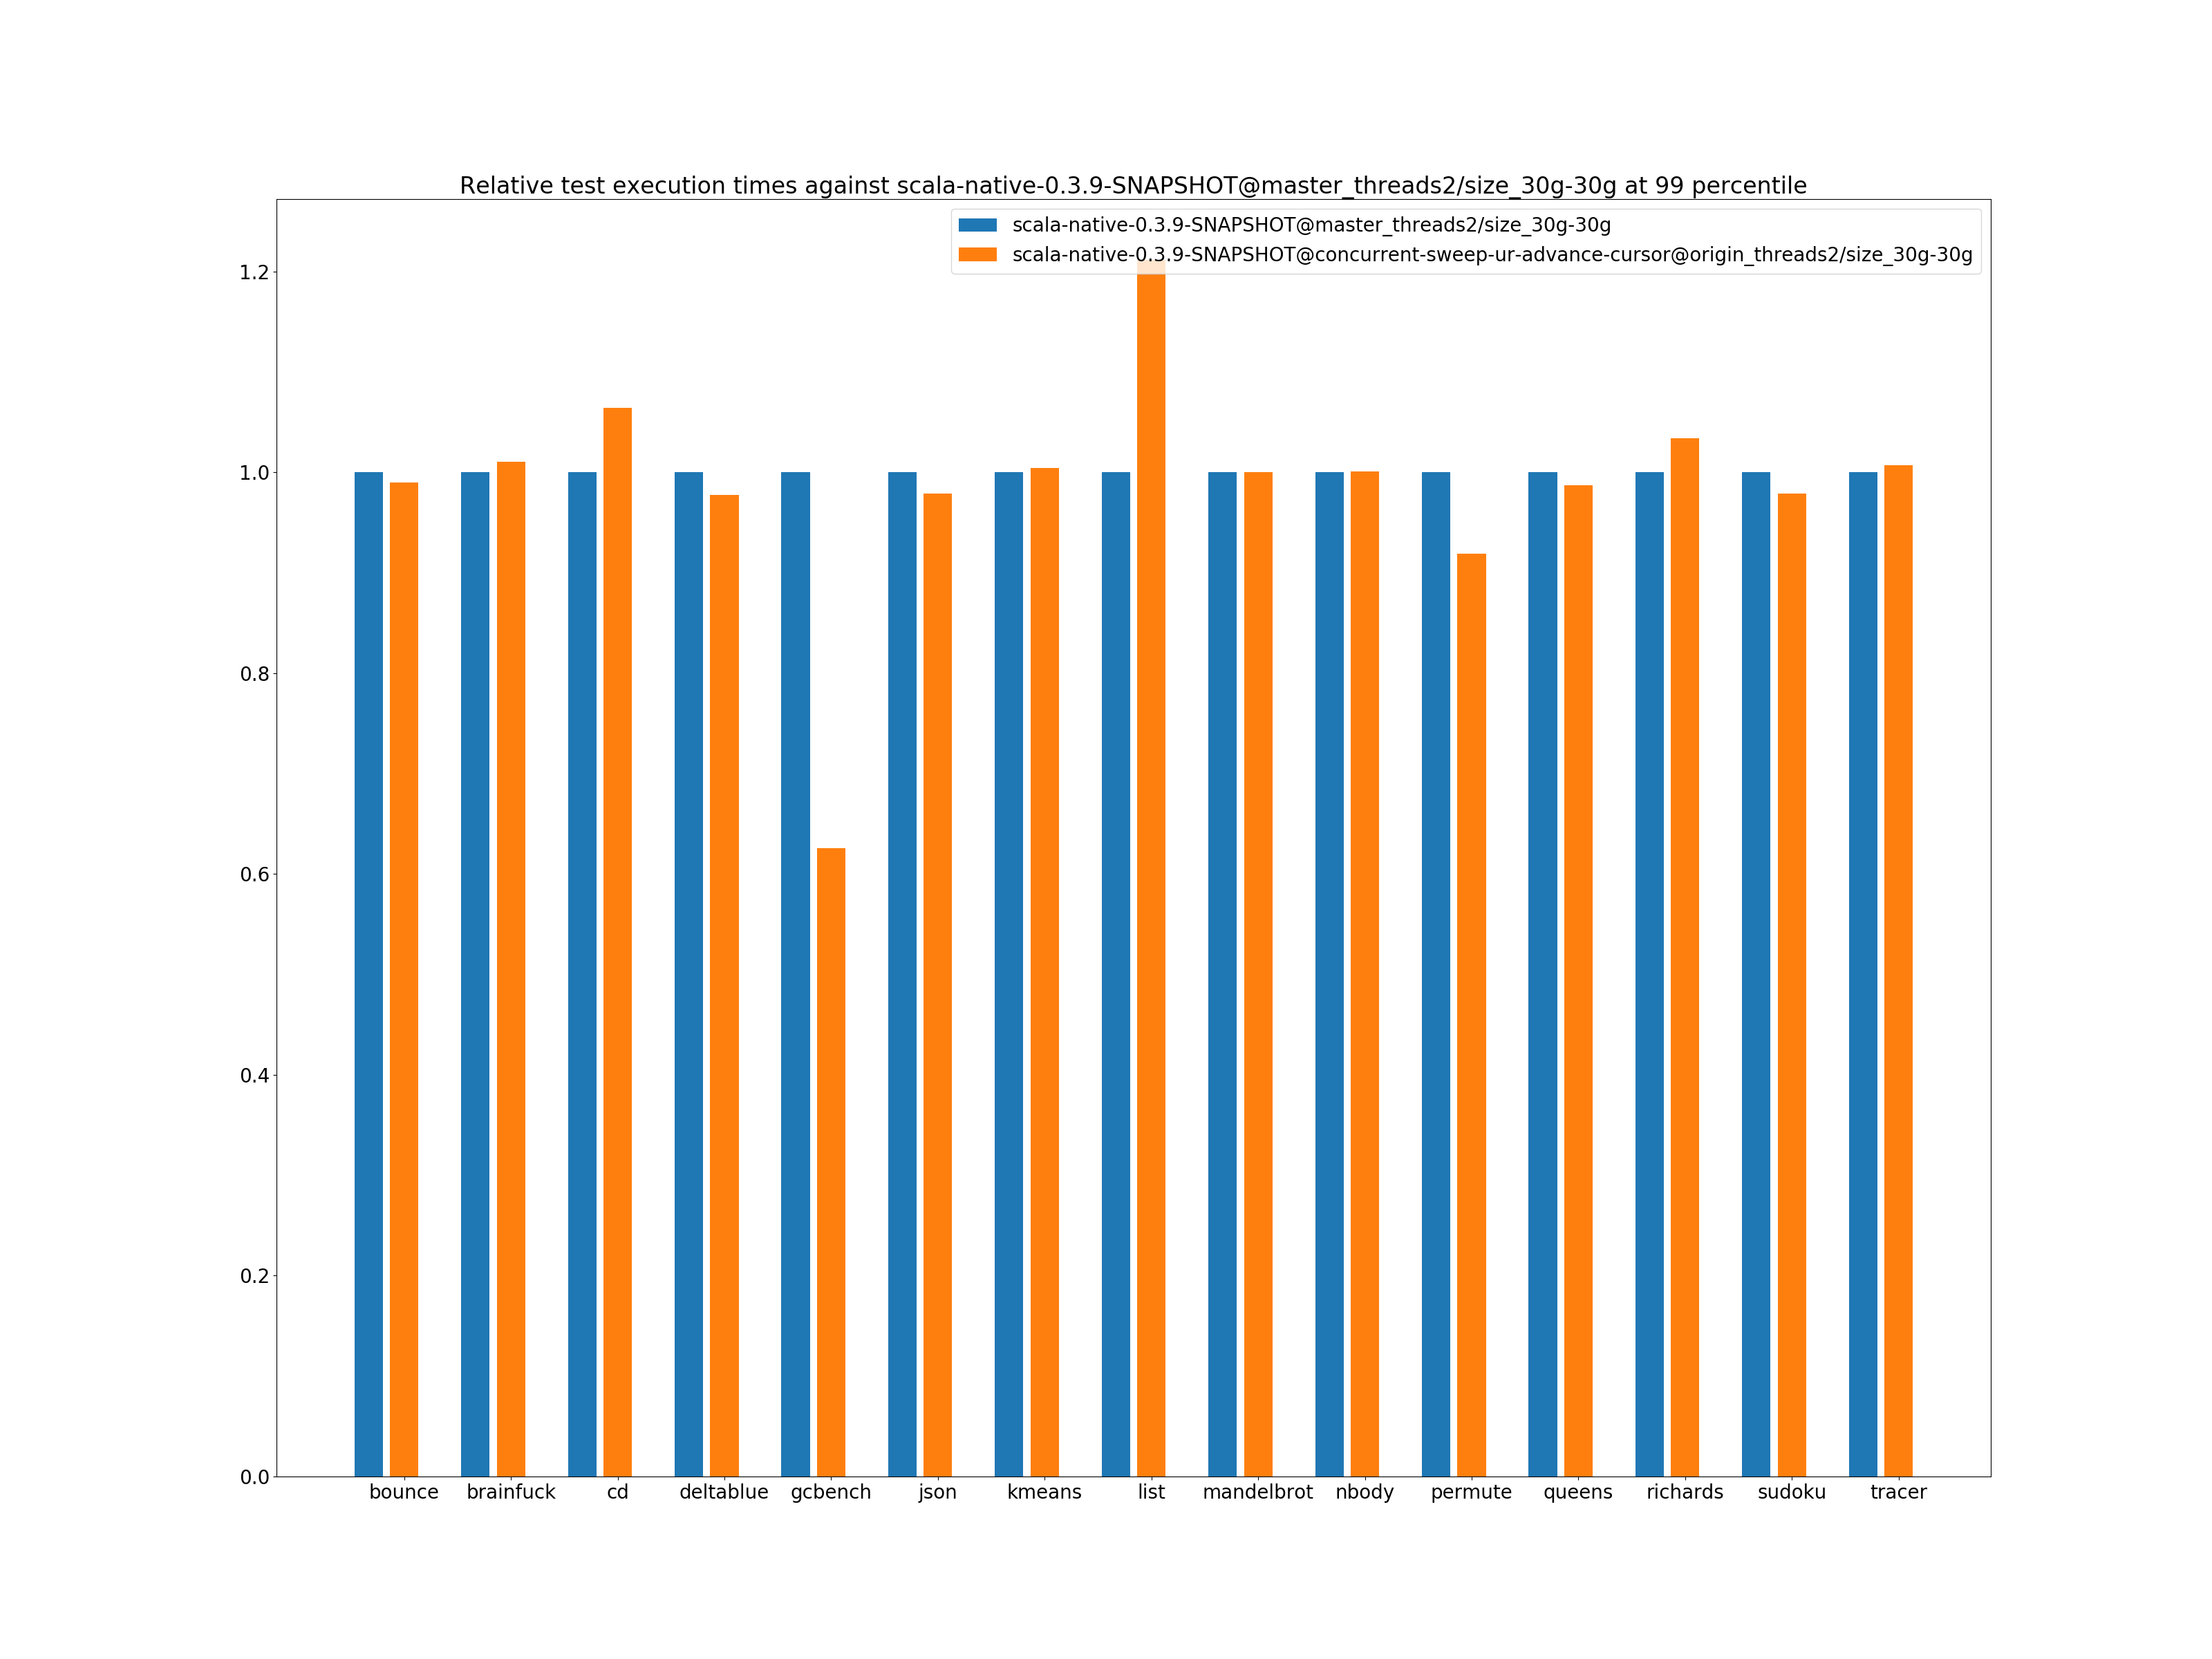 Relative test execution times against scala-native-0.3.9-SNAPSHOT@master_threads2/size_30g-30g at 99 percentile
scala-native-0.3.9-SNAPSHOT@master_threads2/size_30g-30g
scala-native-0.3.9-SNAPSHOT@concurrent-sweep-ur-advance-cursor@origin_threads2/size_30g-30g
1.2
1.0
0.8
0.6
0.4
0.2
0.0
bounce brainfuck cd deltablue gcbench json kmeans list mandelbrot nbody permute queens richards sudoku tracer